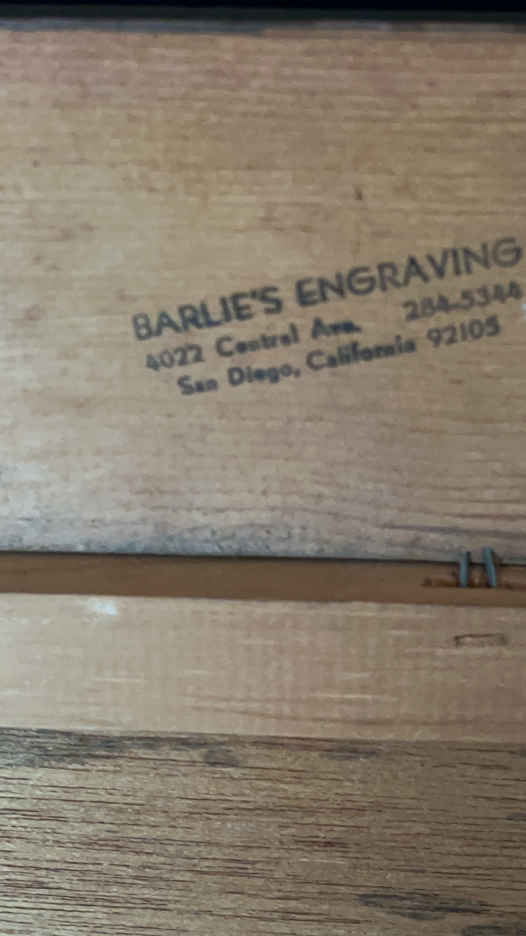 BARLIE'S ENGRAVING
4022 Central Ave. 284-5344
San Diego, California 92105